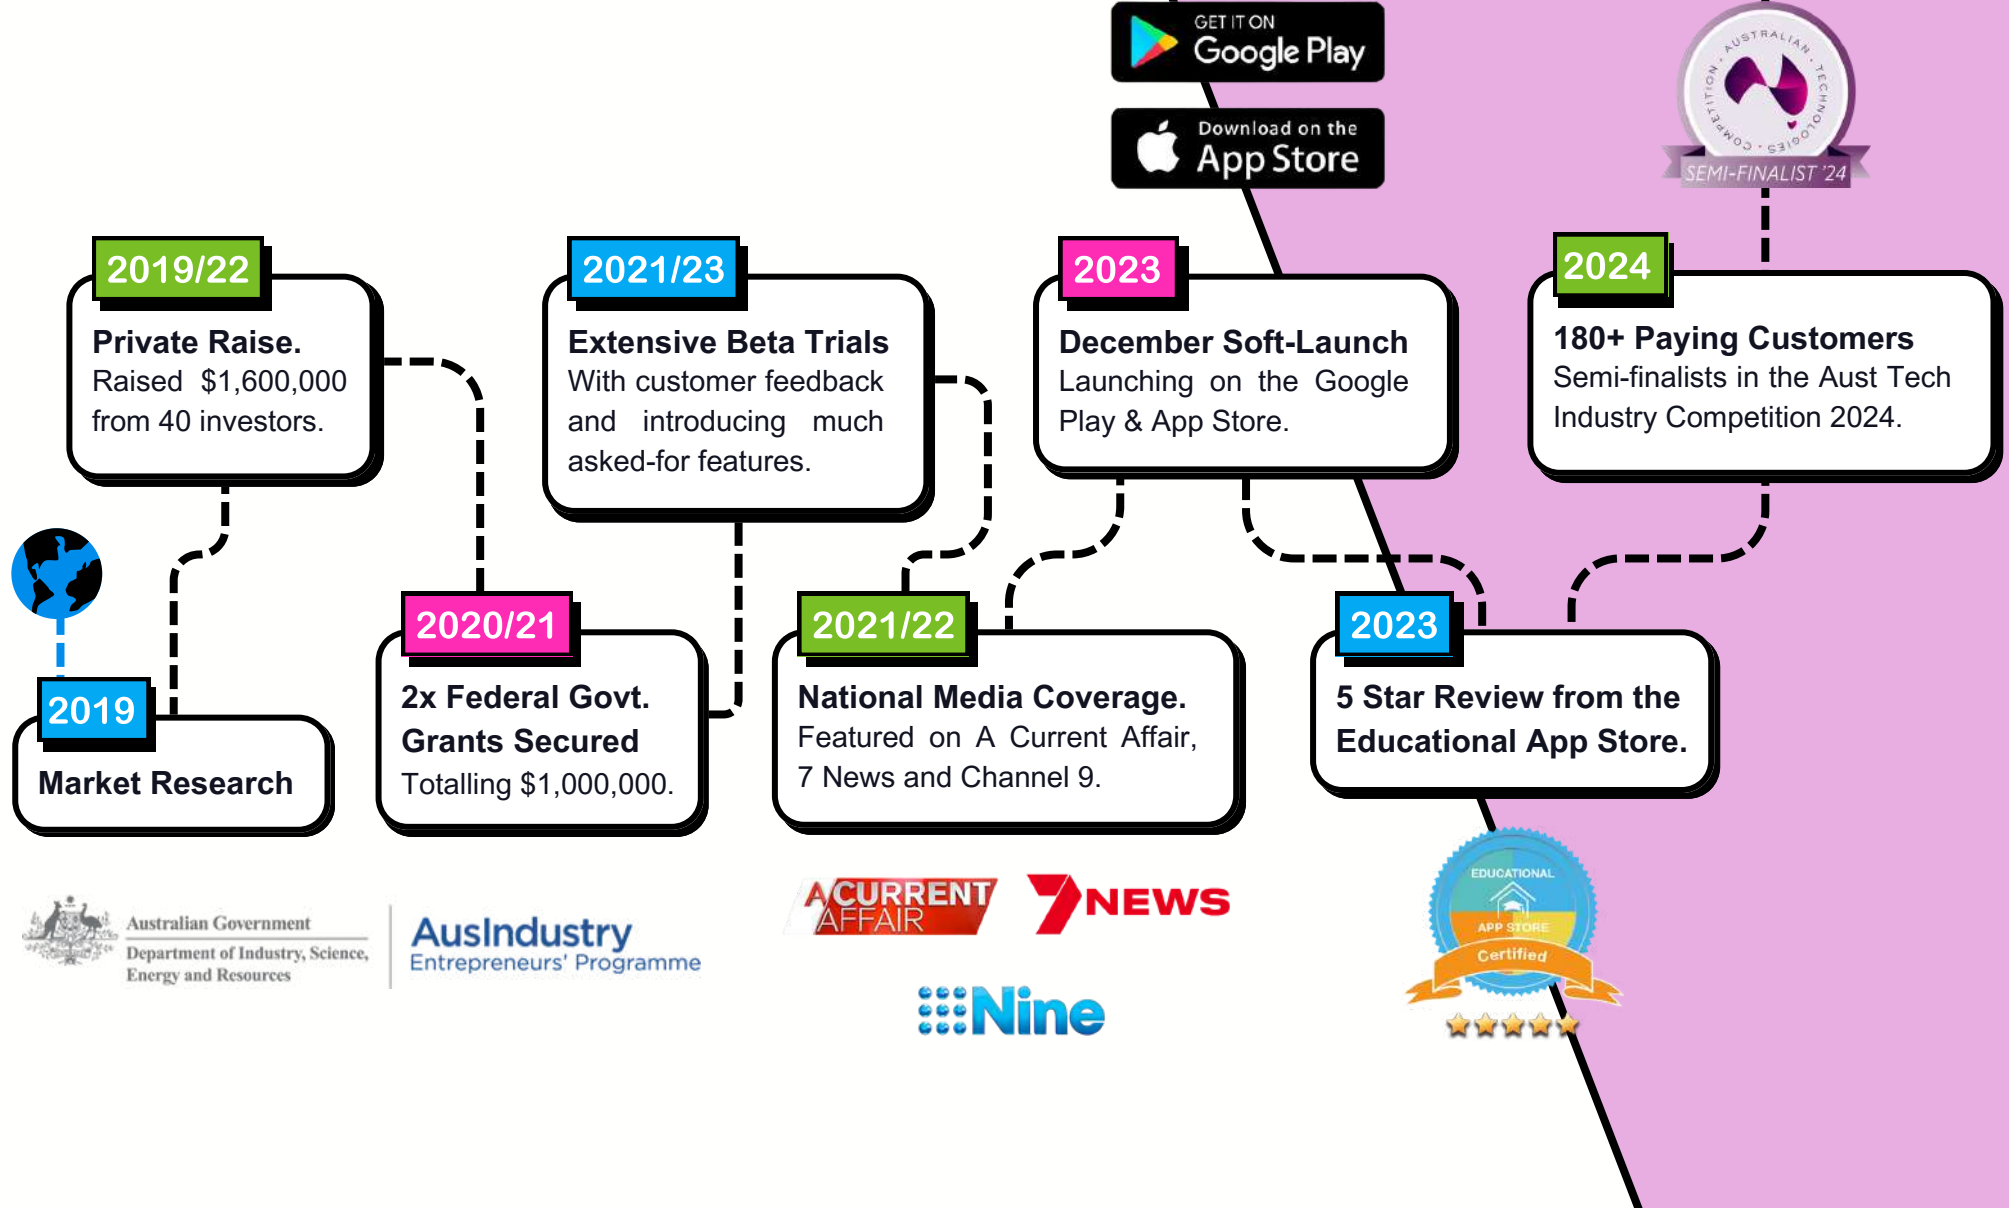 GET IT ON
Google Play
Download on the
App Store
AUSTRALIAN · TECHNOLOGIES · COMPETITION ·
SEMI-FINALIST '24
2019/22
Private Raise.
Raised $1,600,000
from 40 investors.
2021/23
Extensive Beta Trials
With customer feedback
and introducing much
asked-for features.
2023
December Soft-Launch
Launching on the Google
Play & App Store.
2024
180+ Paying Customers
Semi-finalists in the Aust Tech
Industry Competition 2024.
2019
Market Research
2020/21
2x Federal Govt.
Grants Secured
Totalling $1,000,000.
2021/22
National Media Coverage.
Featured on A Current Affair,
7 News and Channel 9.
2023
5 Star Review from the
Educational App Store.
Australian Government
Department of Industry, Science,
Energy and Resources
AusIndustry
Entrepreneurs' Programme
A CURRENT
AFFAIR
7NEWS
Nine
EDUCATIONAL
APP STORE
Certified